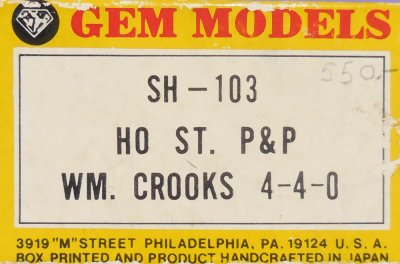 GEM MODELS
550.-
SH-103
HO ST. P&P
WM. CROOKS 4-4-0
3919 "M" STREET PHILADELPHIA, PA. 19124 U.S.A.
BOX PRINTED AND PRODUCT HANDCRAFTED IN JAPAN